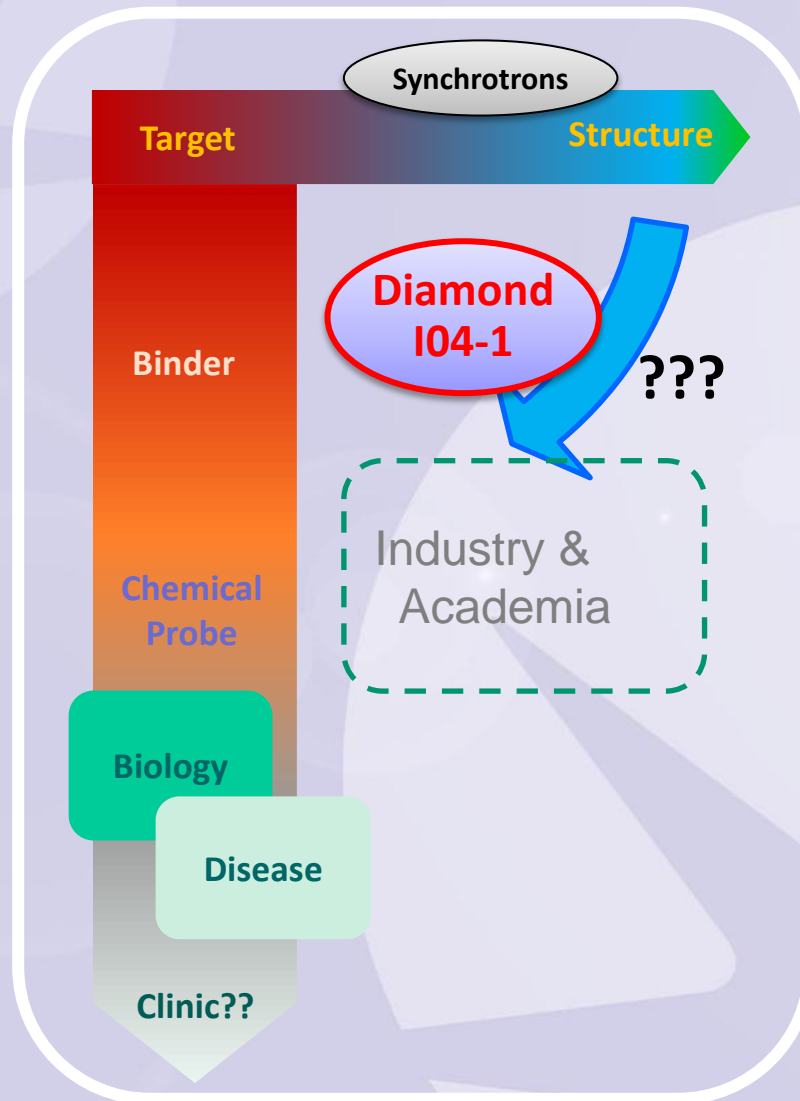 Synchrotrons
Target
Structure
Diamond
I04-1
Binder
???
Industry &
Academia
Chemical
Probe
Biology
Disease
Clinic??